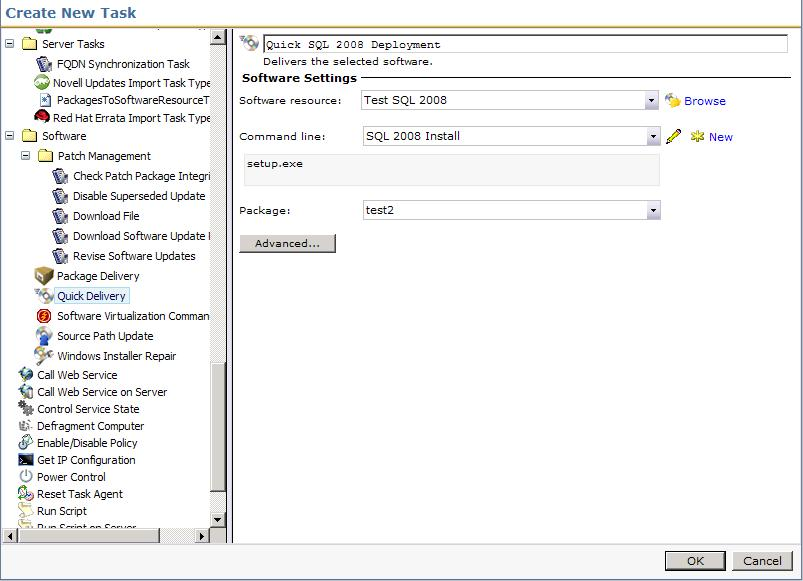 Create New Task
Server Tasks
FQDN Synchronization Task
Novell Updates Import Task Type
PackagesToSoftwareResourceT
Red Hat Errata Import Task Type
Software
Patch Management
Check Patch Package Integri
Disable Superseded Update
Download File
Download Software Update
Revise Software Updates
Package Delivery
Quick Delivery
Software Virtualization Comman
Source Path Update
Windows Installer Repair
Call Web Service
Call Web Service on Server
Control Service State
Defragment Computer
Enable/Disable Policy
Get IP Configuration
Power Control
Reset Task Agent
Run Script
Run Script on Server
Quick SQL 2008 Deployment
Delivers the selected software.
Software Settings
Software resource: Test SQL 2008 Browse
Command line: SQL 2008 Install New
setup.exe
Package: test2
Advanced...
OK Cancel